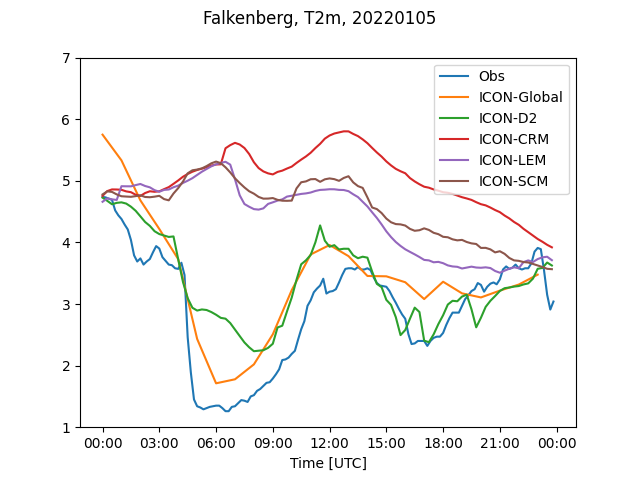 Falkenberg, T2m, 20220105
7
6
5
4
3
2
1
Obs
ICON-Global
ICON-D2
ICON-CRM
ICON-LEM
ICON-SCM
00:00 03:00 06:00 09:00 12:00 15:00 18:00 21:00 00:00
Time [UTC]